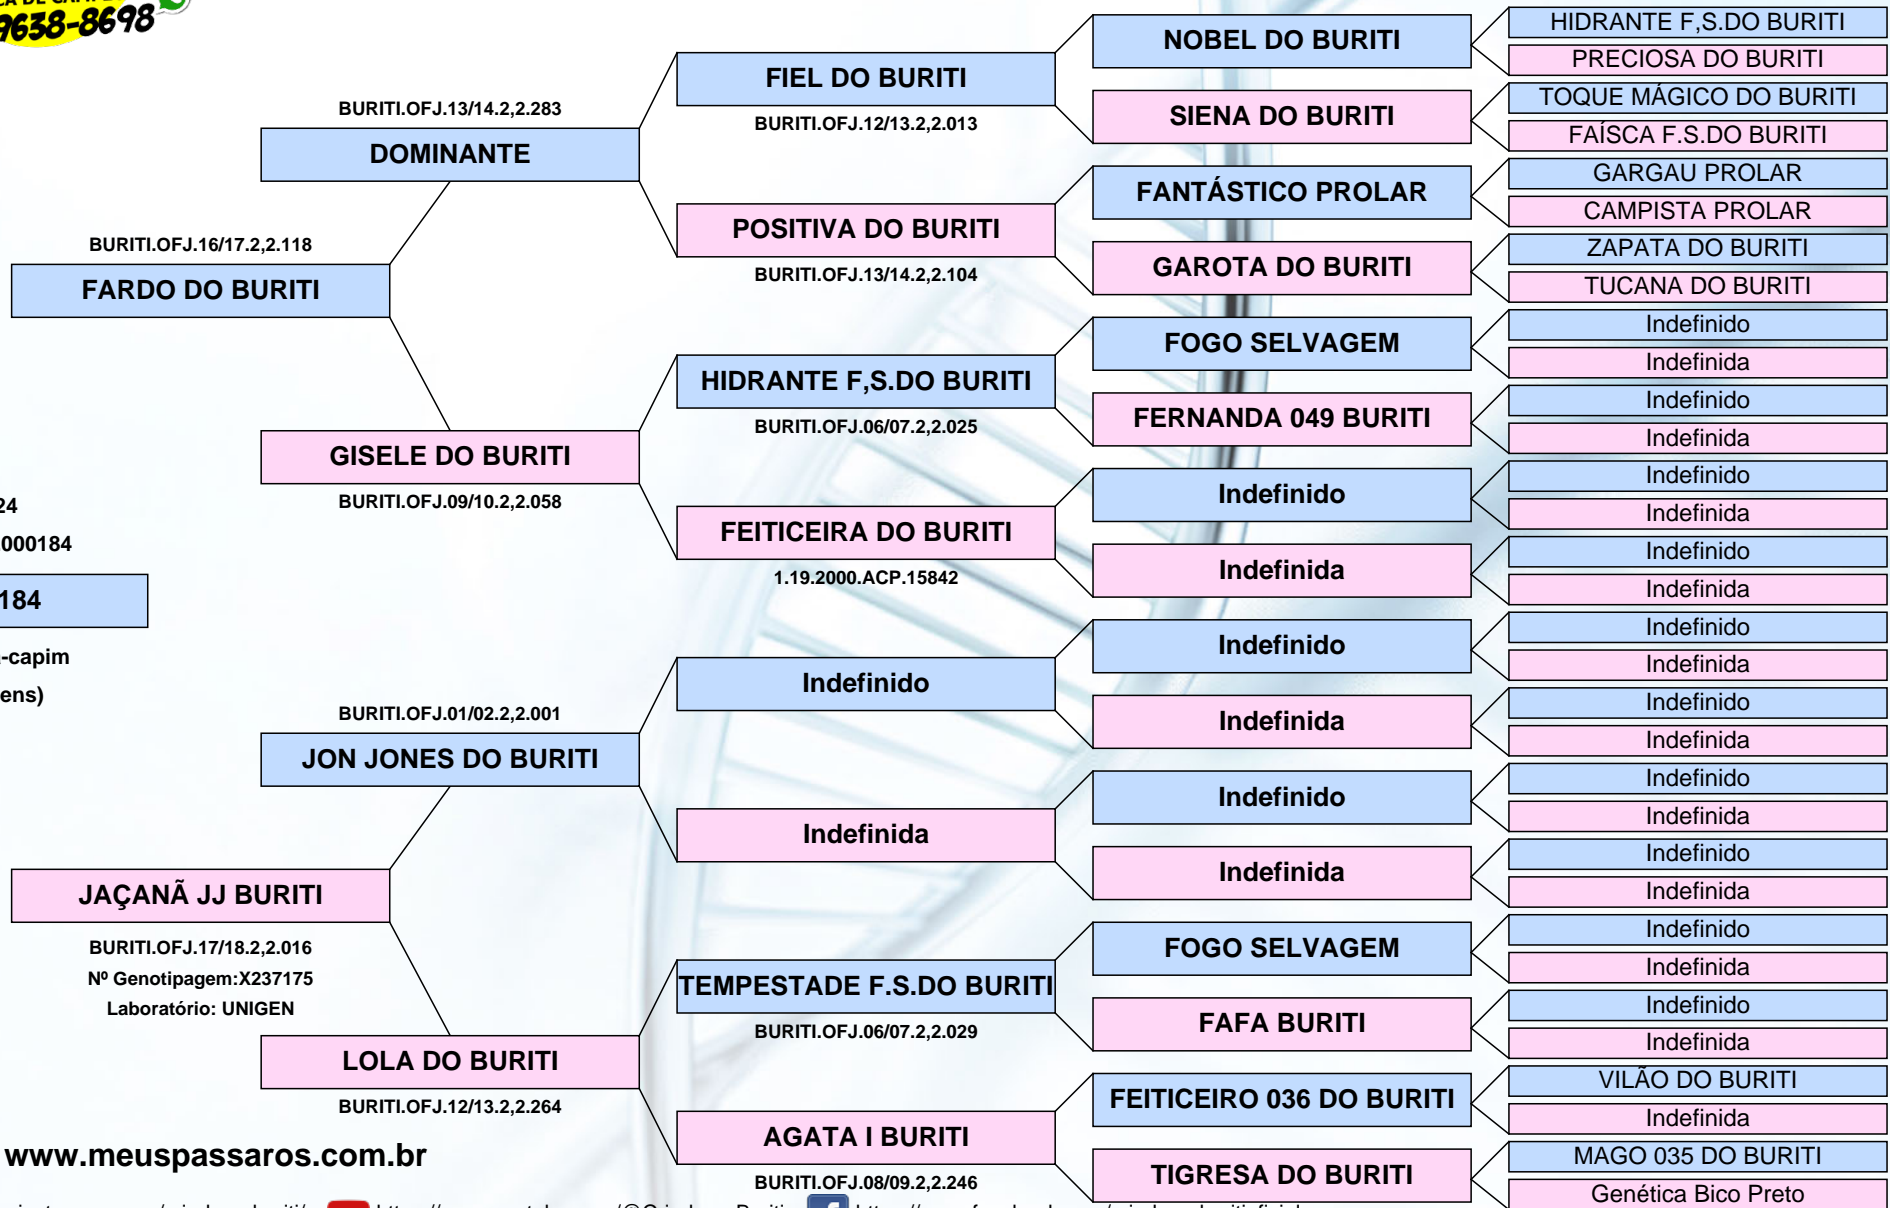 9638-8698
24
000184
184
-capim
ens)
BURITI.OFJ.16/17.2,2.118
FARDO DO BURITI
JAÇANÃ JJ BURITI
BURITI.OFJ.17/18.2,2.016
Nº Genotipagem:X237175
Laboratório: UNIGEN
BURITI.OFJ.13/14.2,2.283
DOMINANTE
GISELE DO BURITI
BURITI.OFJ.09/10.2,2.058
BURITI.OFJ.01/02.2,2.001
JON JONES DO BURITI
LOLA DO BURITI
BURITI.OFJ.12/13.2,2.264
FIEL DO BURITI
BURITI.OFJ.12/13.2,2.013
POSITIVA DO BURITI
BURITI.OFJ.13/14.2,2.104
HIDRANTE F,S.DO BURITI
BURITI.OFJ.06/07.2,2.025
FEITICEIRA DO BURITI
1.19.2000.ACP.15842
Indefinido
Indefinida
TEMPESTADE F.S.DO BURITI
BURITI.OFJ.06/07.2,2.029
AGATA I BURITI
BURITI.OFJ.08/09.2,2.246
NOBEL DO BURITI
SIENA DO BURITI
FANTÁSTICO PROLAR
GAROTA DO BURITI
FOGO SELVAGEM
FERNANDA 049 BURITI
Indefinido
Indefinida
Indefinido
Indefinida
Indefinido
Indefinida
FOGO SELVAGEM
FAFA BURITI
FEITICEIRO 036 DO BURITI
TIGRESA DO BURITI
HIDRANTE F,S.DO BURITI
PRECIOSA DO BURITI
TOQUE MÁGICO DO BURITI
FAÍSCA F.S.DO BURITI
GARGAU PROLAR
CAMPISTA PROLAR
ZAPATA DO BURITI
TUCANA DO BURITI
Indefinido
Indefinida
Indefinido
Indefinida
Indefinido
Indefinida
Indefinido
Indefinida
Indefinido
Indefinida
Indefinido
Indefinida
Indefinido
Indefinida
Indefinido
Indefinida
Indefinido
Indefinida
Indefinido
Indefinida
VILÃO DO BURITI
Indefinida
MAGO 035 DO BURITI
Genética Bico Preto
www.meuspassaros.com.br